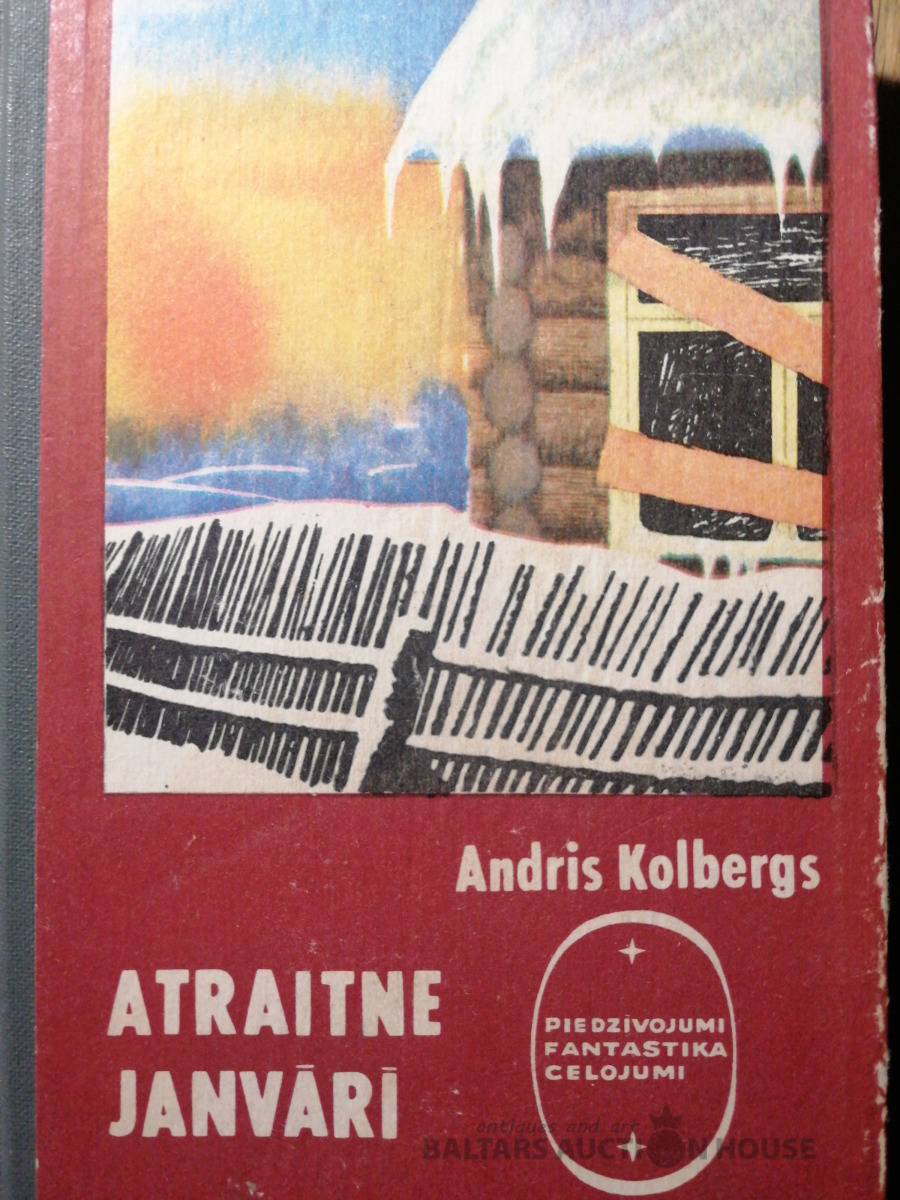 Andris Kolbergs
ATRAITNE
JANVĀRĪ
PIEDZĪVOJUMI
FANTASTIKA
CEĻOJUMI
antiques and art
BALTARS AUCTION HOUSE